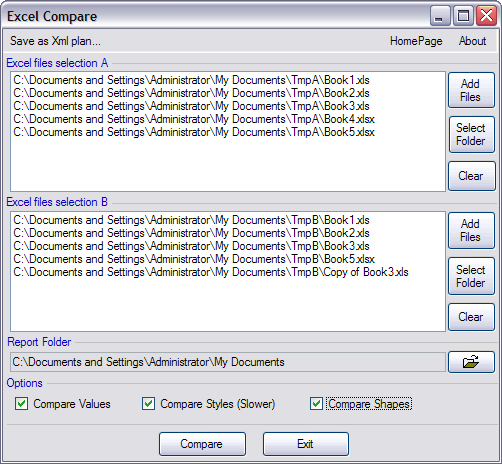 Excel Compare
Save as Xml plan... HomePage About
Excel files selection A
C:\Documents and Settings\Administrator\My Documents\TmpA\Book1.xls
C:\Documents and Settings\Administrator\My Documents\TmpA\Book2.xls
C:\Documents and Settings\Administrator\My Documents\TmpA\Book3.xls
C:\Documents and Settings\Administrator\My Documents\TmpA\Book4.xlsx
C:\Documents and Settings\Administrator\My Documents\TmpA\Book5.xlsx
Add
Files
Select
Folder
Clear
Excel files selection B
C:\Documents and Settings\Administrator\My Documents\TmpB\Book1.xls
C:\Documents and Settings\Administrator\My Documents\TmpB\Book2.xls
C:\Documents and Settings\Administrator\My Documents\TmpB\Book3.xls
C:\Documents and Settings\Administrator\My Documents\TmpB\Book5.xlsx
C:\Documents and Settings\Administrator\My Documents\TmpB\Copy of Book3.xls
Add
Files
Select
Folder
Clear
Report Folder
C:\Documents and Settings\Administrator\My Documents
Options
Compare Values Compare Styles (Slower) Compare Shapes
Compare Exit